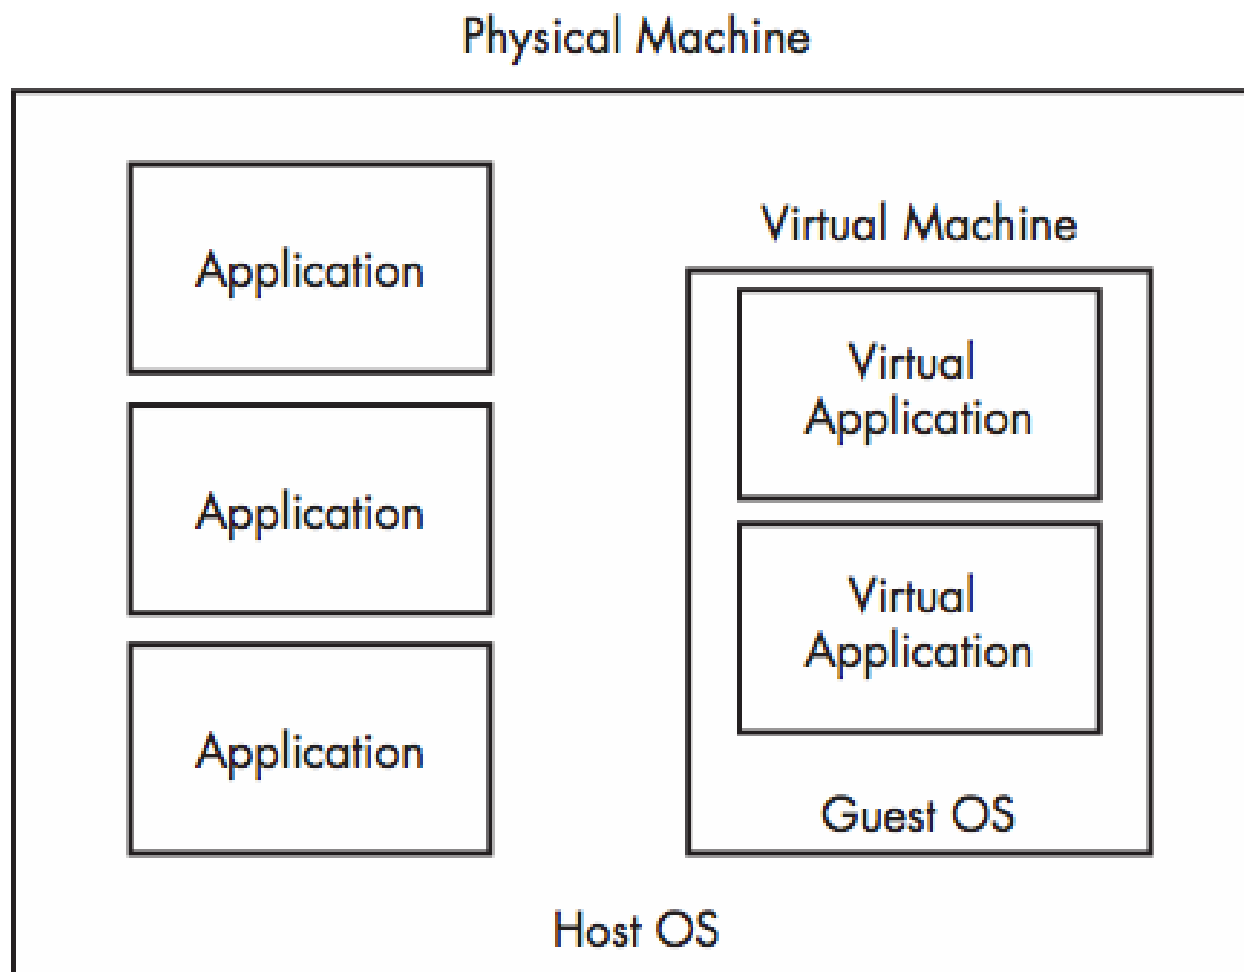 Physical Machine
Application
Application
Application
Virtual Machine
Virtual
Application
Virtual
Application
Guest OS
Host OS